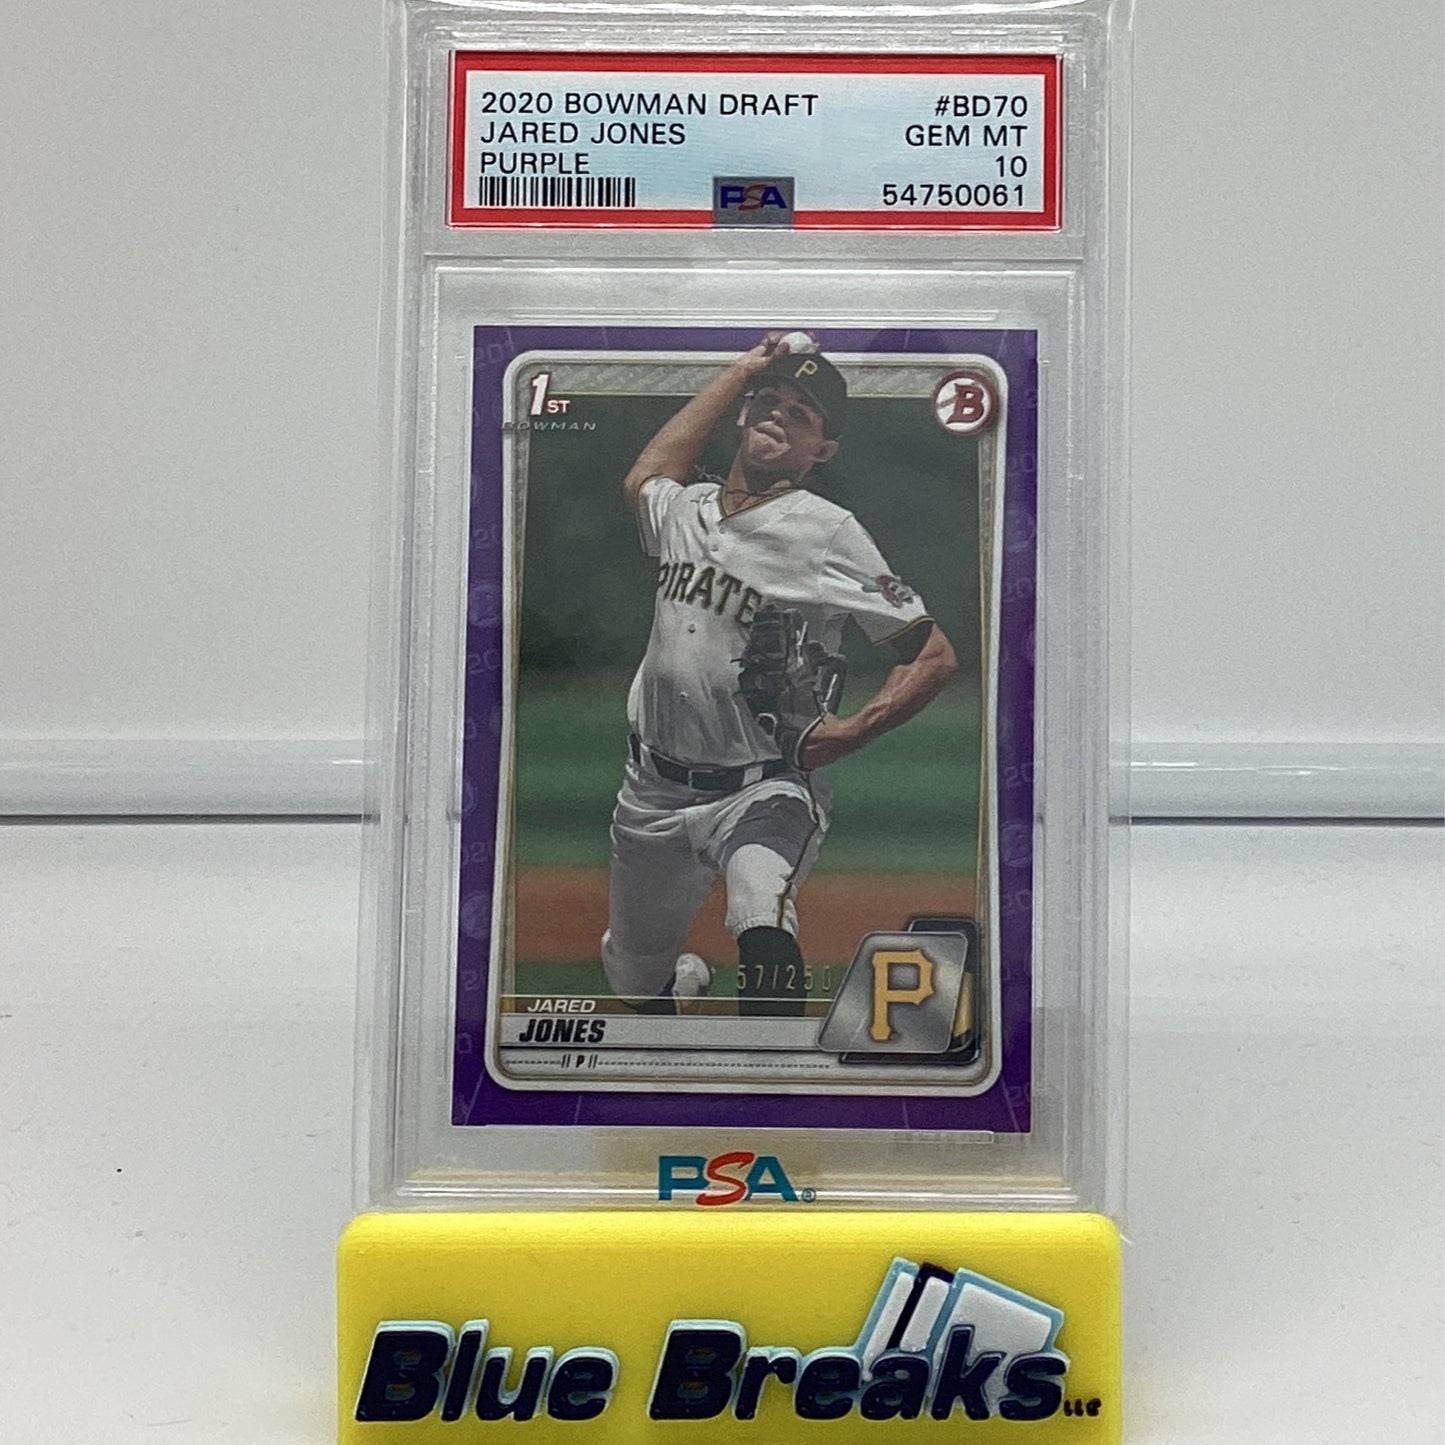 2020 BOWMAN DRAFT #BD70
JARED JONES GEM MT
PURPLE 10
54750061
PSA
1ST
BOWMAN
B
P
PIRATE
57/250
P
JARED
JONES
P
PSA®
Blue Breaks LLC